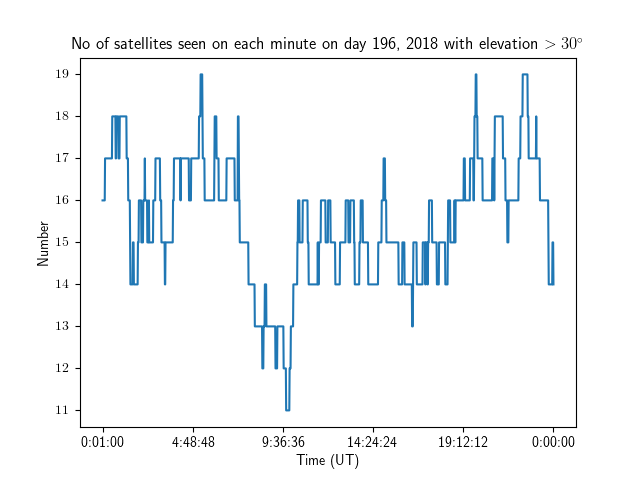 No of satellites seen on each minute on day 196, 2018 with elevation > 30°
19
18
17
16
15
14
13
12
11
Number
0:01:00 4:48:48 9:36:36 14:24:24 19:12:12 0:00:00
Time (UT)